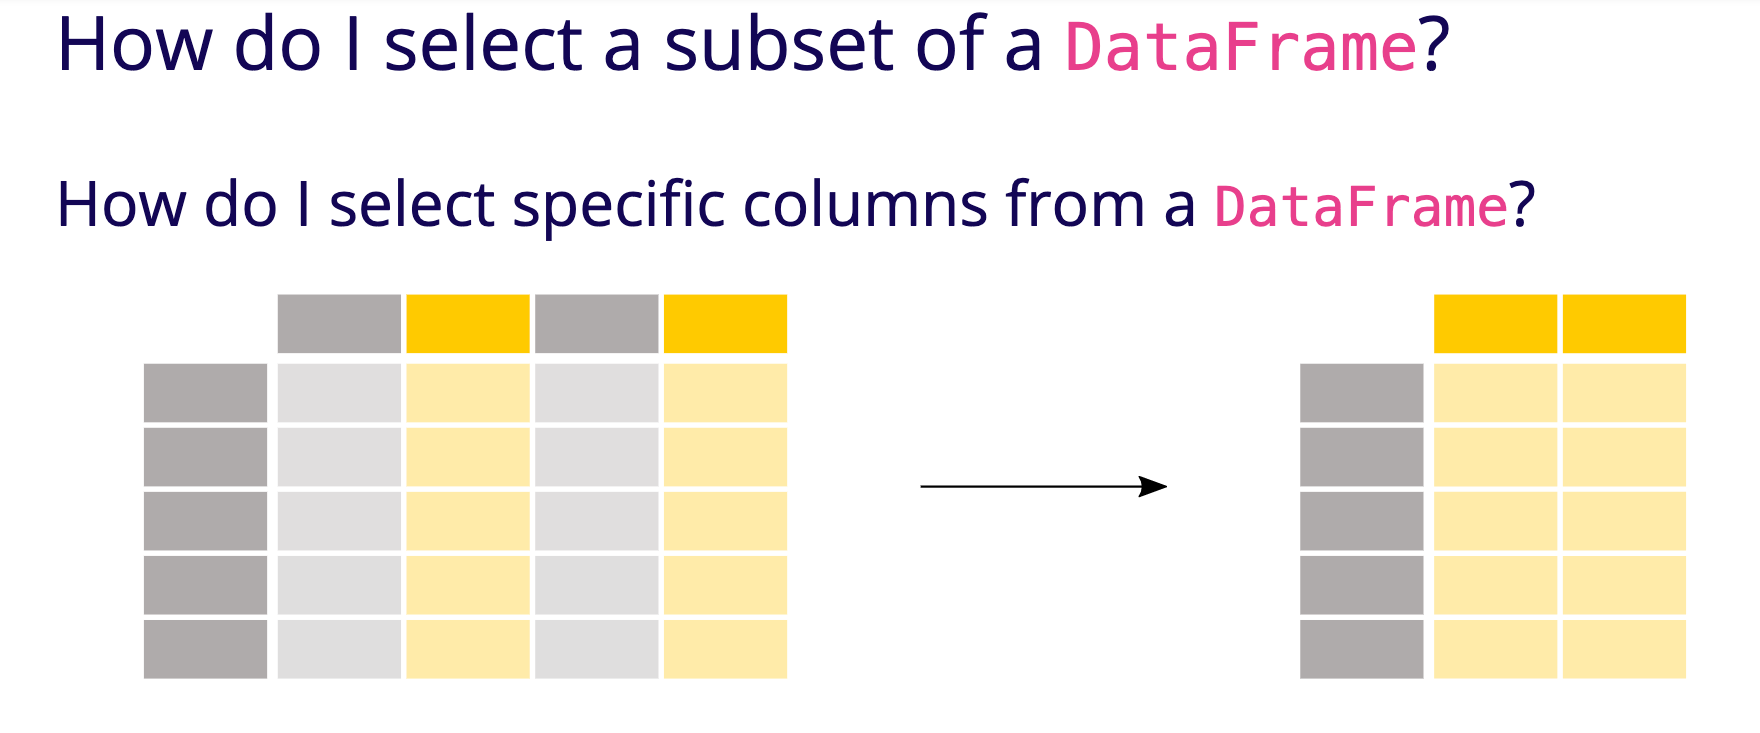 How do I select a subset of a DataFrame?
How do I select specific columns from a DataFrame?